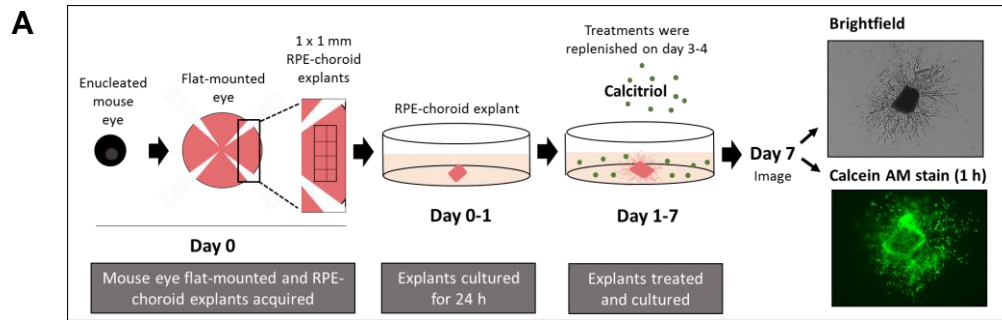 A
Enucleated
mouse
eye
Flat-mounted
eye
1 x 1 mm
RPE-choroid
explants
Day 0
Mouse eye flat-mounted and RPE-
choroid explants acquired
RPE-choroid explant
Day 0-1
Explants cultured
for 24 h
Treatments were
replenished on day 3-4
Calcitriol
Day 1-7
Explants treated
and cultured
Day 7
Image
Brightfield
Calcein AM stain (1 h)